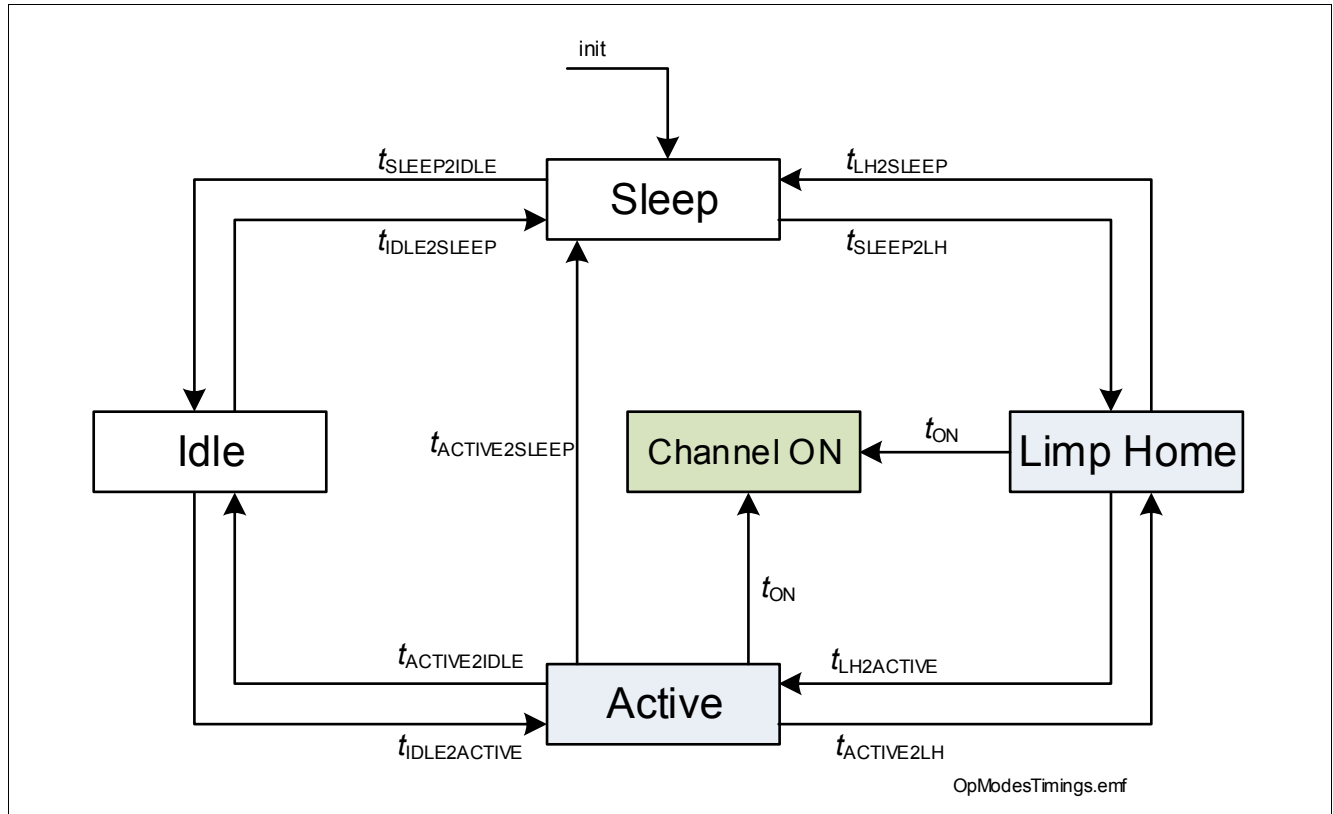 init
tSLEEP2IDLE
tLH2SLEEP
Sleep
tIDLE2SLEEP
tSLEEP2LH
Idle
tACTIVE2SLEEP
Channel ON
tON
Limp Home
tON
tACTIVE2IDLE
tLH2ACTIVE
Active
tIDLE2ACTIVE
tACTIVE2LH
OpModesTimings.emf